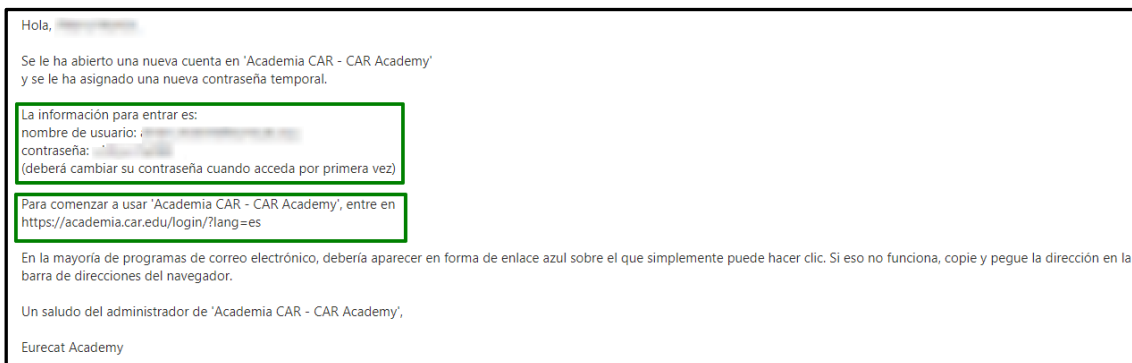 Hola,
Se le ha abierto una nueva cuenta en 'Academia CAR - CAR Academy'
y se le ha asignado una nueva contraseña temporal.
La información para entrar es:
nombre de usuario:
contraseña:
(deberá cambiar su contraseña cuando acceda por primera vez)
Para comenzar a usar 'Academia CAR - CAR Academy', entre en
https://academia.car.edu/login/?lang=es
En la mayoría de programas de correo electrónico, debería aparecer en forma de enlace azul sobre el que simplemente puede hacer clic. Si eso no funciona, copie y pegue la dirección en la
barra de direcciones del navegador.
Un saludo del administrador de 'Academia CAR - CAR Academy',
Eurecat Academy